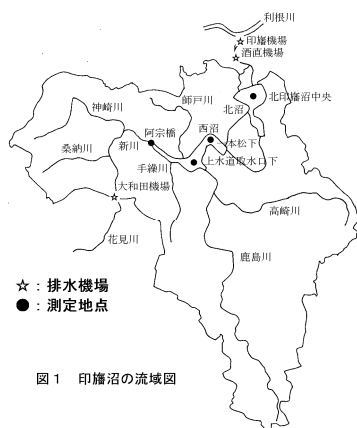 利根川
印旛機場
酒直機場
師戸川
北印旛沼中央
北沼
神崎川
阿宗橋
西沼
一本松下
新川
桑納川
手繰川
上水道取水口下
大和田機場
高崎川
花見川
鹿島川
☆：排水機場
●：測定地点
図１ 印旛沼の流域図